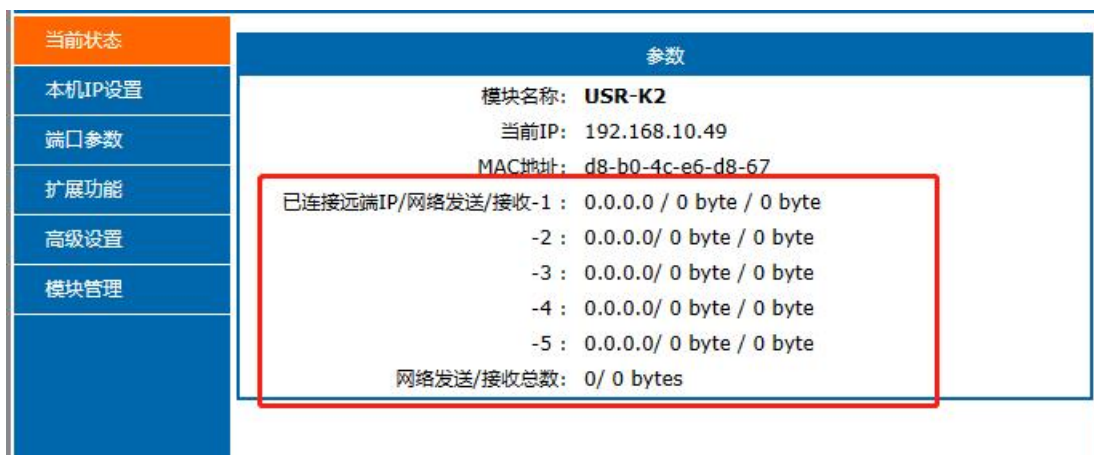 当前状态
本机IP设置
端口参数
扩展功能
高级设置
模块管理
参数
模块名称: USR-K2
当前IP: 192.168.10.49
MAC地址: d8-b0-4c-e6-d8-67
已连接远端IP/网络发送/接收-1 : 0.0.0.0 / 0 byte / 0 byte
-2 : 0.0.0.0/ 0 byte / 0 byte
-3 : 0.0.0.0/ 0 byte / 0 byte
-4 : 0.0.0.0/ 0 byte / 0 byte
-5 : 0.0.0.0/ 0 byte / 0 byte
网络发送/接收总数: 0/ 0 bytes